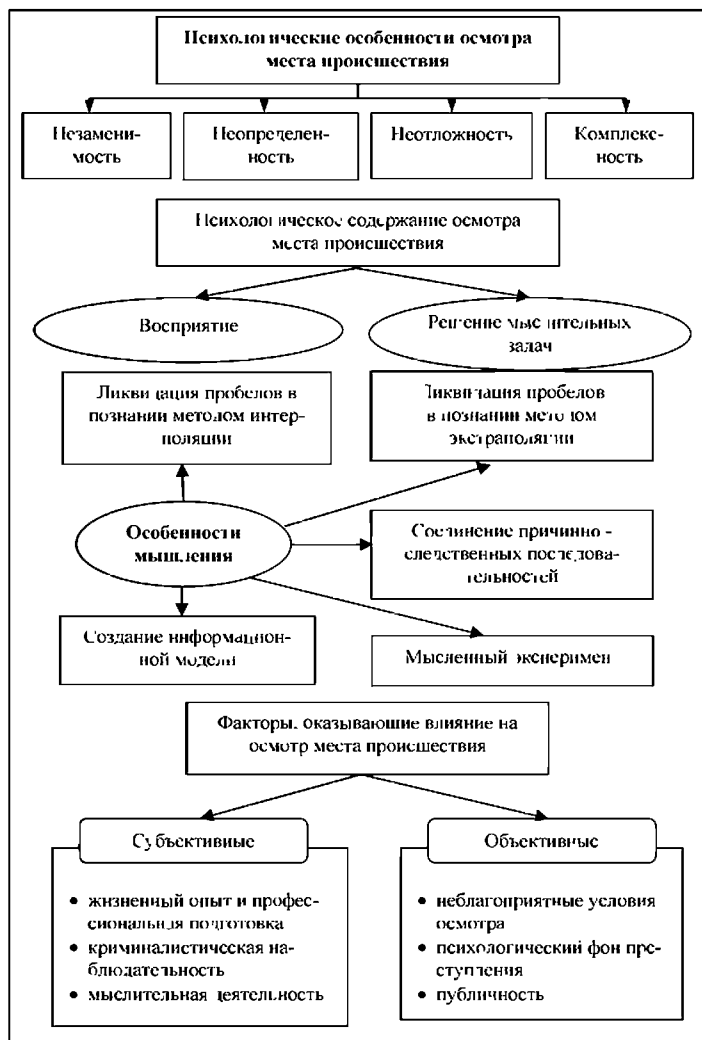 Психологические особенности осмотра
места происшествия
Незамени-
мость
Неопределен-
ность
Неотложность
Комплекс-
ность
Психологическое содержание осмотра
места происшествия
Восприятие
Решение мыслительных
задач
Ликвидация пробелов в
познании методом интер-
поляции
Ликвидация пробелов
в познании методом
экстраполяции
Особенности
мышления
Соединение причинно-
следственных последова-
тельностей
Создание информацион-
ной модели
Мысленный эксперимен
Факторы, оказывающие влияние на
осмотр места происшествия
Субъективные
Объективные
• жизненный опыт и профес-
сиональная подготовка
• криминалистическая на-
блюдательность
• мыслительная деятельность
• неблагоприятные условия
осмотра
• психологический фон пре-
ступления
• публичность